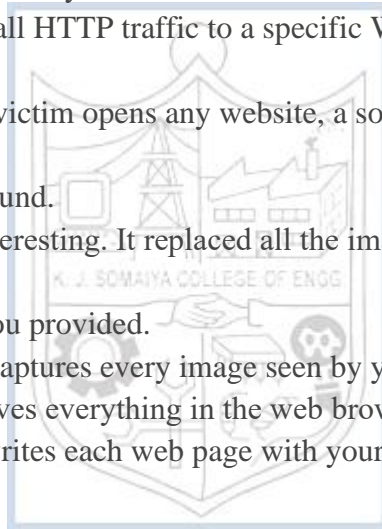 all HTTP traffic to a specific W
victim opens any website, a so
und.
eresting. It replaced all the im
K. J. SOMAIYA COLLEGE OF ENGG
ou provided.
aptures every image seen by y
ves everything in the web brow
rites each web page with your